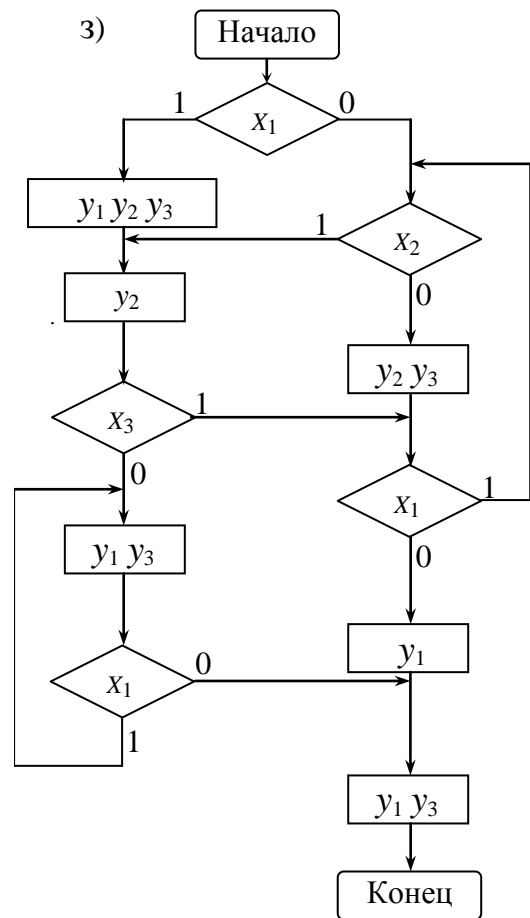 з)
Начало
1 X₁ 0
y₁ y₂ y₃
1 X₂
0
y₂
y₂ y₃
X₃ 1
0
X₁ 1
0
y₁ y₃
y₁
X₁ 0
1
y₁ y₃
Конец